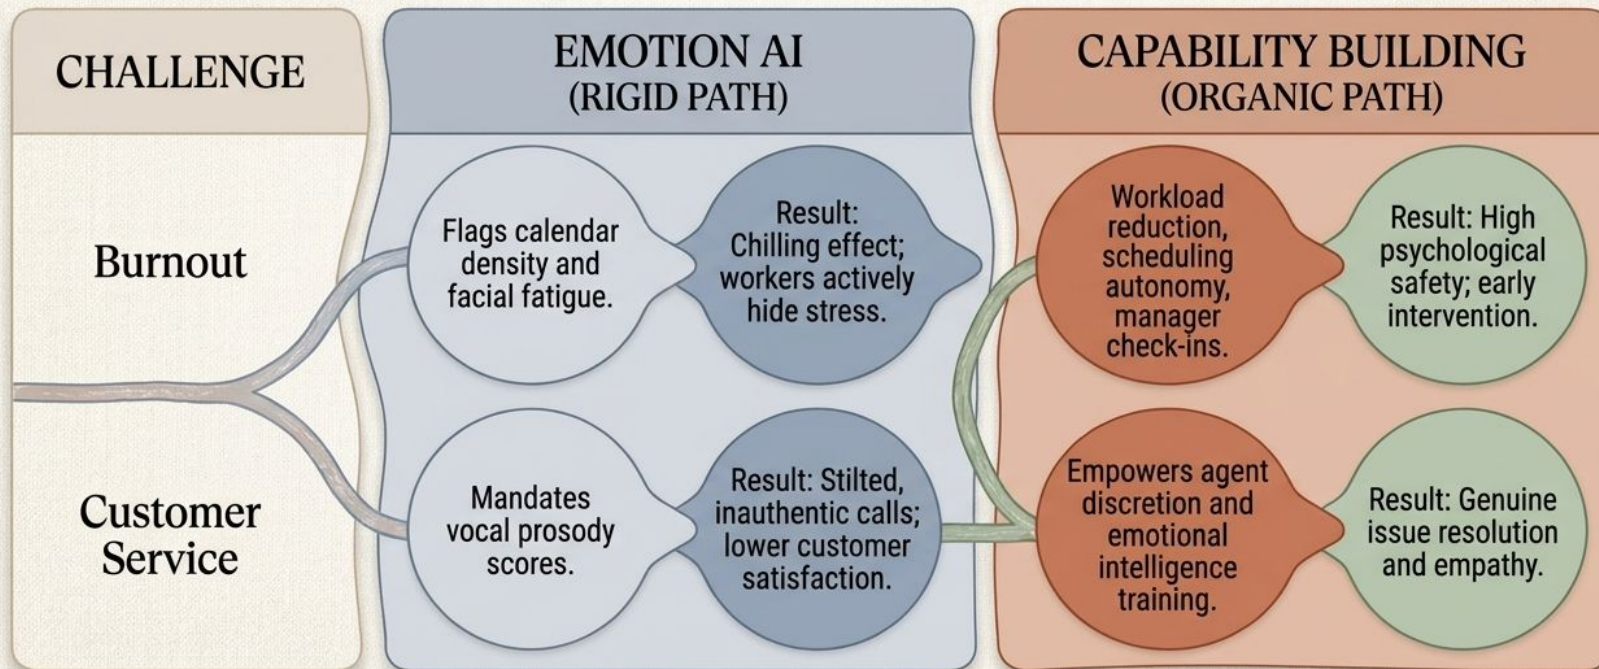 CHALLENGE
EMOTION AI
(RIGID PATH)
CAPABILITY BUILDING
(ORGANIC PATH)
Burnout
Flags calendar
density and
facial fatigue.
Result:
Chilling effect;
workers actively
hide stress.
Workload
reduction,
scheduling
autonomy,
manager
check-ins.
Result: High
psychological
safety; early
intervention.
Customer
Service
Mandates
vocal prosody
scores.
Result: Stilted,
inauthentic calls;
lower customer
satisfaction.
Empowers agent
discretion and
emotional
intelligence
training.
Result: Genuine
issue resolution
and empathy.